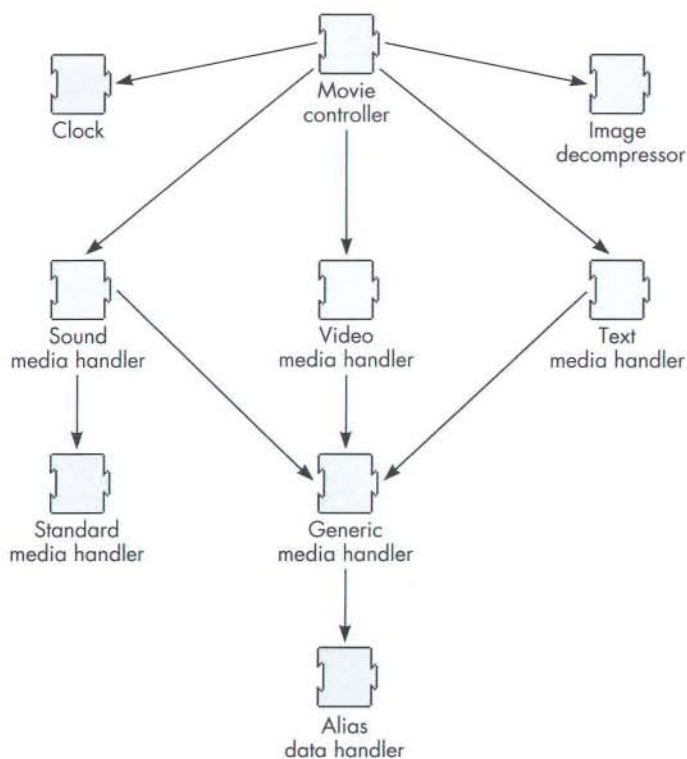 Movie
controller
Clock
Image
decompressor
Sound
media handler
Video
media handler
Text
media handler
Standard
media handler
Generic
media handler
Alias
data handler